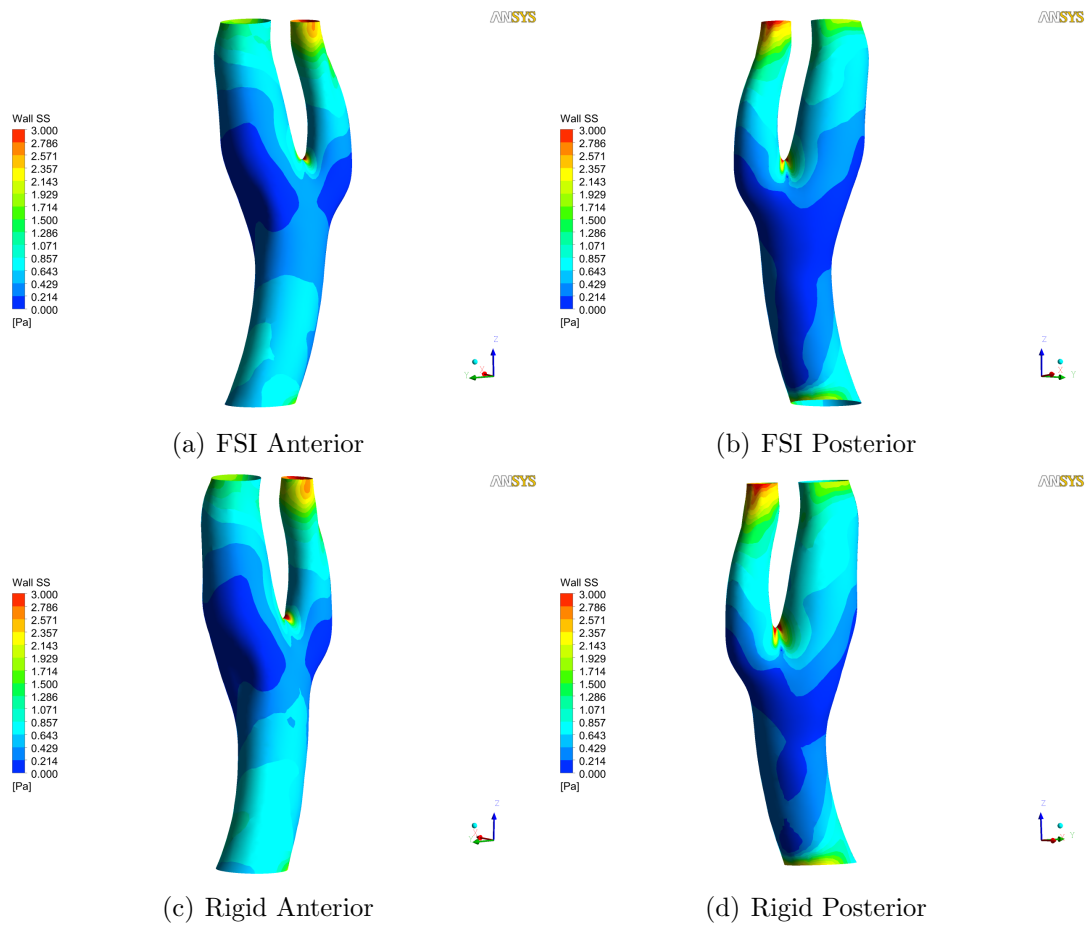 ANSYS
Wall SS
3.000
2.786
2.571
2.357
2.143
1.929
1.714
1.500
1.286
1.071
0.857
0.643
0.429
0.214
0.000
[Pa]
Z
Y
X
(a) FSI Anterior
ANSYS
Wall SS
3.000
2.786
2.571
2.357
2.143
1.929
1.714
1.500
1.286
1.071
0.857
0.643
0.429
0.214
0.000
[Pa]
Z
X
Y
(b) FSI Posterior
ANSYS
Wall SS
3.000
2.786
2.571
2.357
2.143
1.929
1.714
1.500
1.286
1.071
0.857
0.643
0.429
0.214
0.000
[Pa]
Z
Y
(c) Rigid Anterior
ANSYS
Wall SS
3.000
2.786
2.571
2.357
2.143
1.929
1.714
1.500
1.286
1.071
0.857
0.643
0.429
0.214
0.000
[Pa]
Z
Y
(d) Rigid Posterior